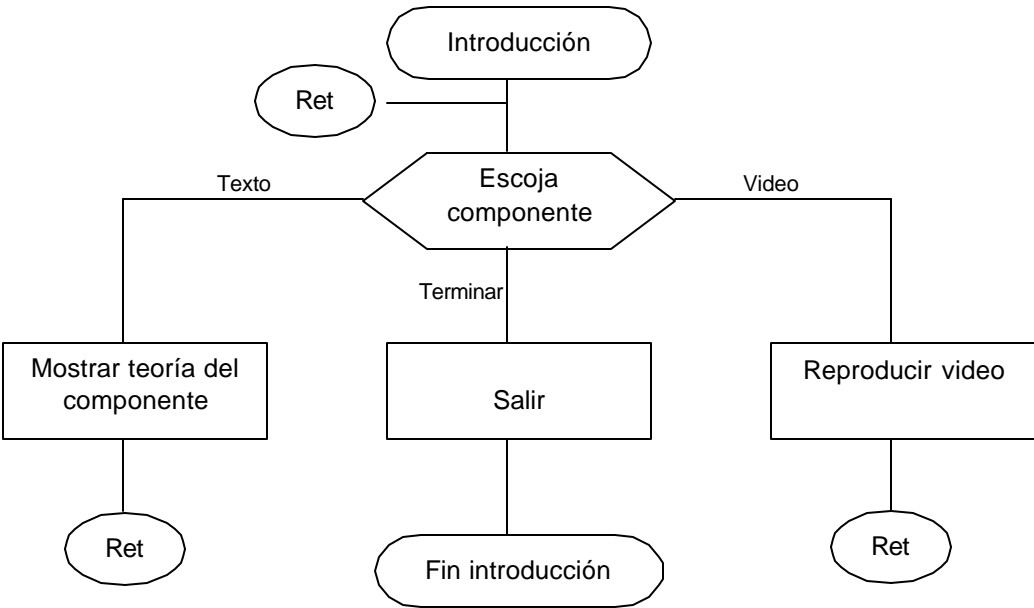 Introducción
Ret
Escoja
componente
Texto
Video
Terminar
Mostrar teoría del
componente
Salir
Reproducir video
Ret
Fin introducción
Ret